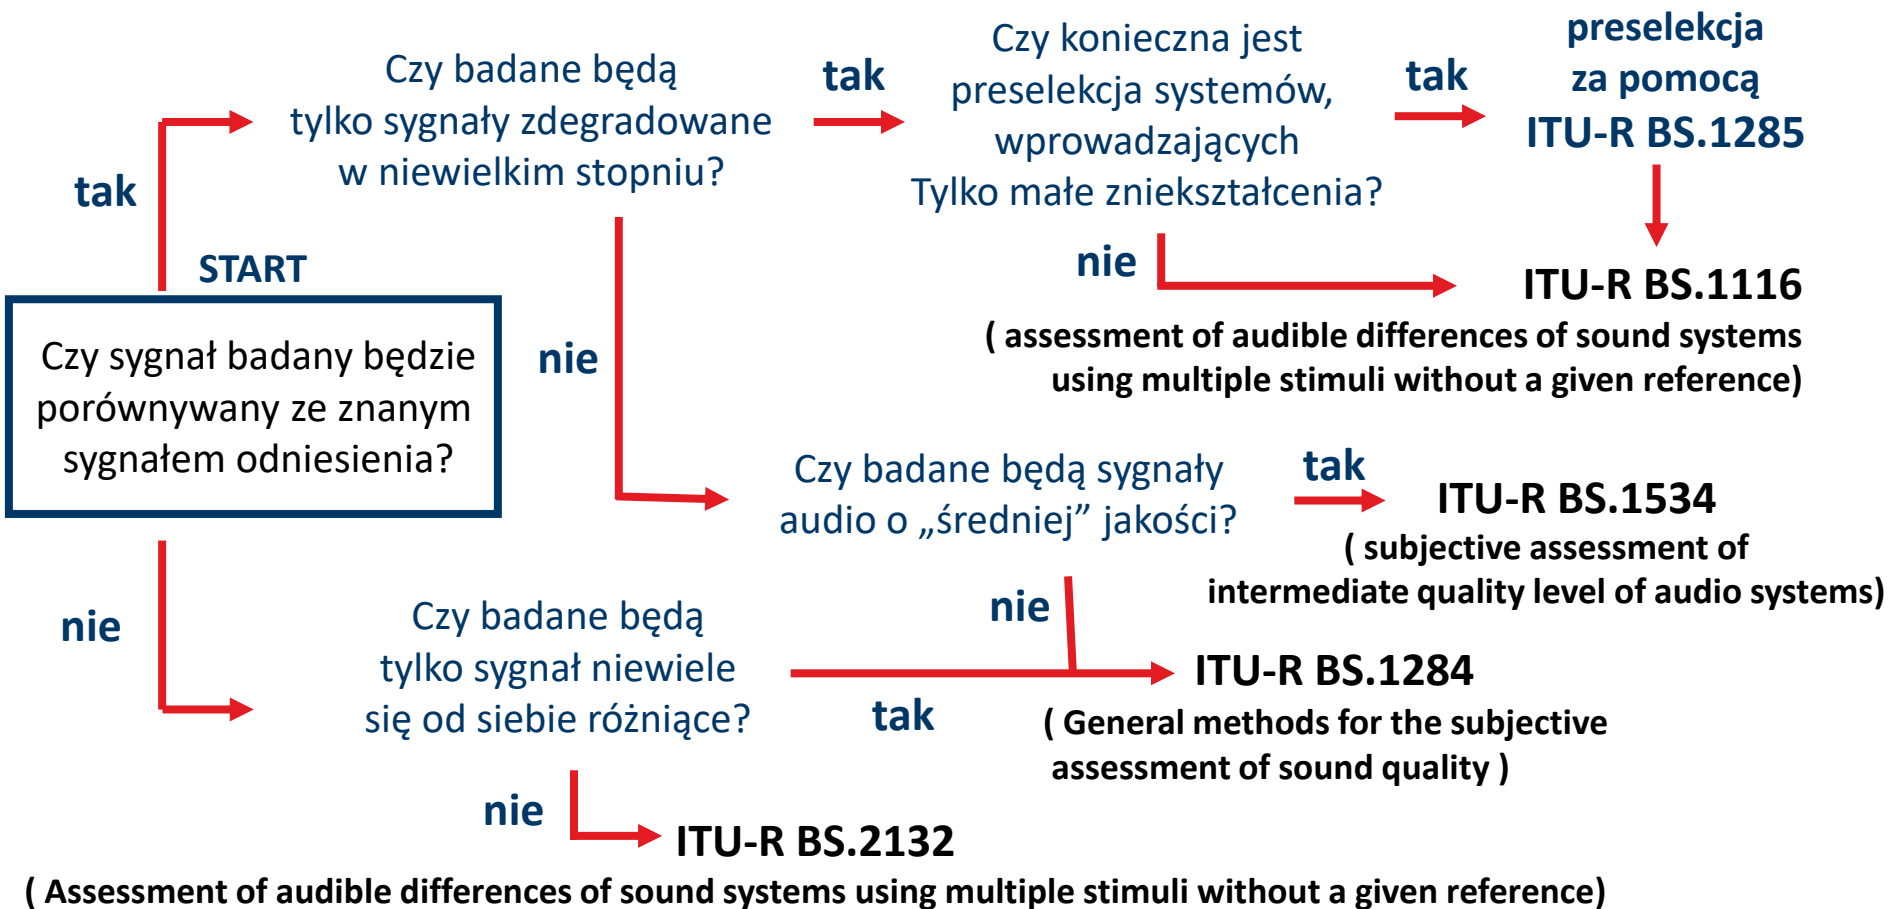 START
Czy sygnał badany będzie
porównywany ze znanym
sygnałem odniesienia?
tak
Czy badane będą
tylko sygnały zdegradowane
w niewielkim stopniu?
tak
Czy konieczna jest
preselekcja systemów,
wprowadzających
Tylko małe zniekształcenia?
tak
preselekcja
za pomocą
ITU-R BS.1285
nie
ITU-R BS.1116
( assessment of audible differences of sound systems
using multiple stimuli without a given reference)
nie
Czy badane będą sygnały
audio o „średniej” jakości?
tak
ITU-R BS.1534
( subjective assessment of
intermediate quality level of audio systems)
nie
nie
Czy badane będą
tylko sygnał niewiele
się od siebie różniące?
tak
ITU-R BS.1284
( General methods for the subjective
assessment of sound quality )
nie
ITU-R BS.2132
( Assessment of audible differences of sound systems using multiple stimuli without a given reference)